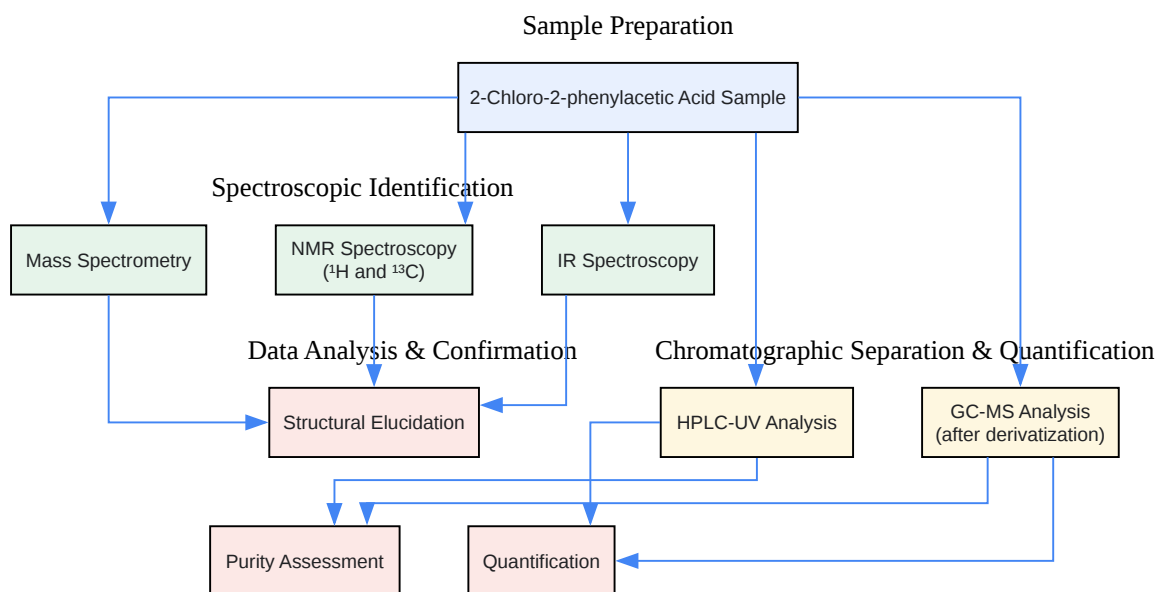 Sample Preparation
2-Chloro-2-phenylacetic Acid Sample
Spectroscopic Identification
Mass Spectrometry
NMR Spectroscopy
(¹H and ¹³C)
IR Spectroscopy
Data Analysis & Confirmation
Chromatographic Separation & Quantification
Structural Elucidation
HPLC-UV Analysis
GC-MS Analysis
(after derivatization)
Purity Assessment
Quantification